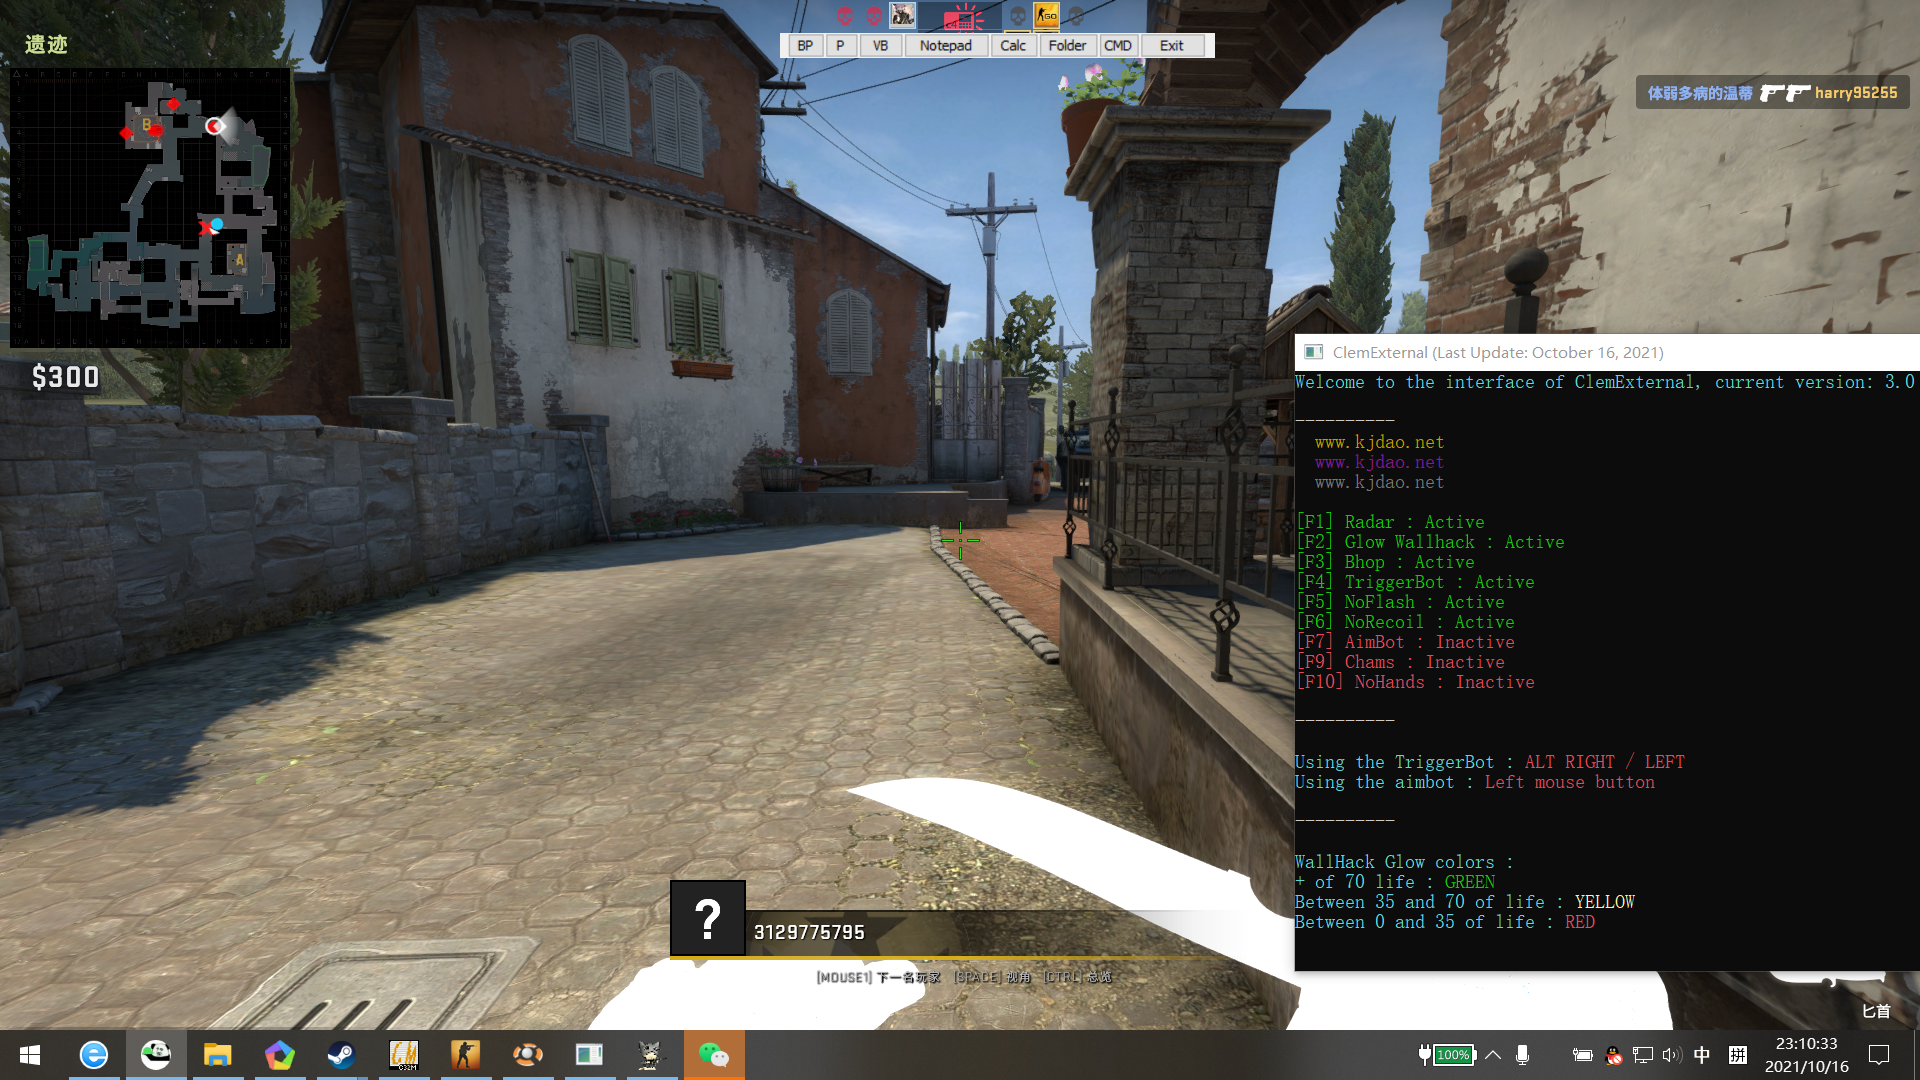 遗迹
BP P VB Notepad Calc Folder CMD Exit
体弱多病的温蒂 harry95255
B
A
$300
ClemExternal (Last Update: October 16, 2021)
Welcome to the interface of ClemExternal, current version: 3.0
----------
www.kjdao.net
www.kjdao.net
www.kjdao.net
[F1] Radar : Active
[F2] Glow Wallhack : Active
[F3] Bhop : Active
[F4] TriggerBot : Active
[F5] NoFlash : Active
[F6] NoRecoil : Active
[F7] AimBot : Inactive
[F9] Chams : Inactive
[F10] NoHands : Inactive
----------
Using the TriggerBot : ALT RIGHT / LEFT
Using the aimbot : Left mouse button
----------
WallHack Glow colors :
+ of 70 life : GREEN
Between 35 and 70 of life : YELLOW
Between 0 and 35 of life : RED
?
3129775795
[MOUSE1] 下一名玩家 [SPACE] 视角 [CTRL] 总览
匕首
100%
中
拼
23:10:33
2021/10/16